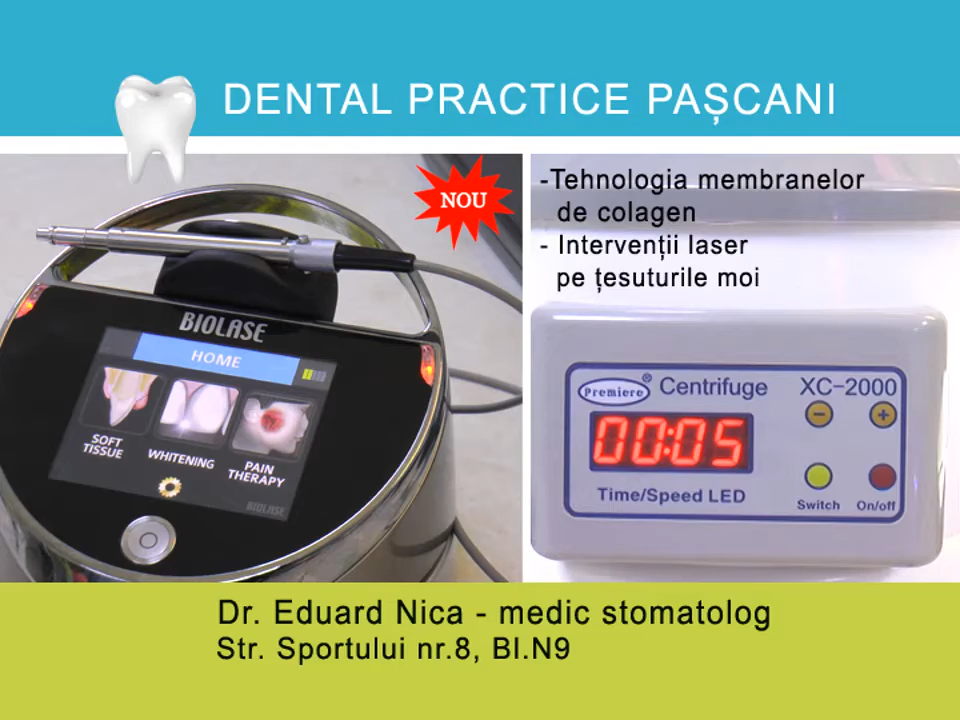 DENTAL PRACTICE PAȘCANI
NOU
-Tehnologia membranelor
de colagen
- Intervenții laser
pe țesuturile moi
BIOLASE
HOME
SOFT
TISSUE
WHITENING
PAIN
THERAPY
BIOLASE
Premiere® Centrifuge XC-2000
00:05
Time/Speed LED
Switch On/off
Dr. Eduard Nica - medic stomatolog
Str. Sportului nr.8, Bl.N9